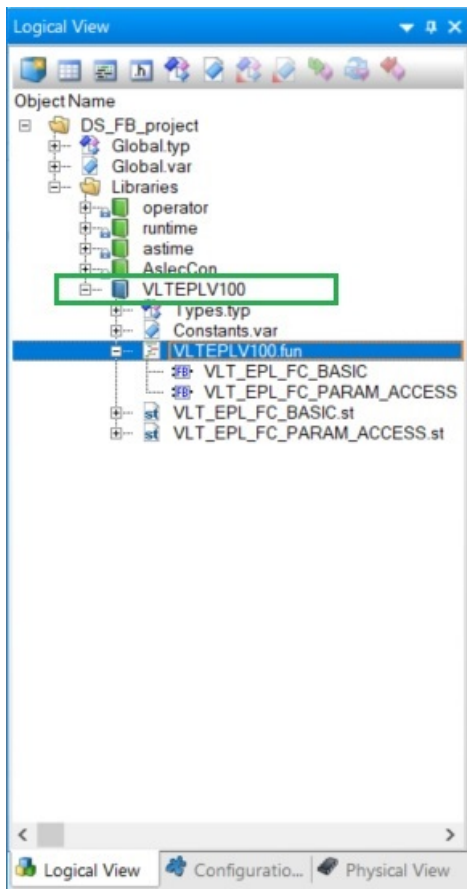 Logical View
Object Name
DS_FB_project
Global.typ
Global.var
Libraries
operator
runtime
astime
AsIecCon
VLTEPLV100
Types.typ
Constants.var
VLTEPLV100.fun
VLT_EPL_FC_BASIC
VLT_EPL_FC_PARAM_ACCESS
VLT_EPL_FC_BASIC.st
VLT_EPL_FC_PARAM_ACCESS.st
Logical View Configuratio... Physical View